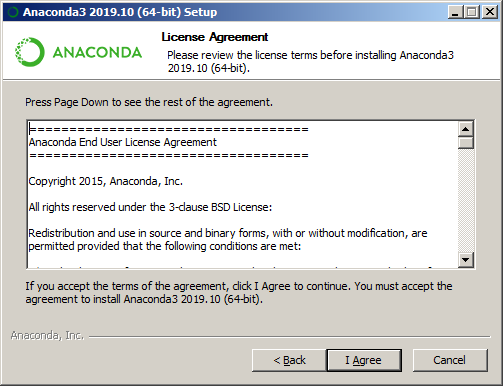 Anaconda3 2019.10 (64-bit) Setup
ANACONDA
License Agreement
Please review the license terms before installing Anaconda3
2019.10 (64-bit).
Press Page Down to see the rest of the agreement.
====================================
Anaconda End User License Agreement
====================================
Copyright 2015, Anaconda, Inc.
All rights reserved under the 3-clause BSD License:
Redistribution and use in source and binary forms, with or without modification, are
permitted provided that the following conditions are met:
If you accept the terms of the agreement, click I Agree to continue. You must accept the
agreement to install Anaconda3 2019.10 (64-bit).
Anaconda, Inc.
< Back
I Agree
Cancel